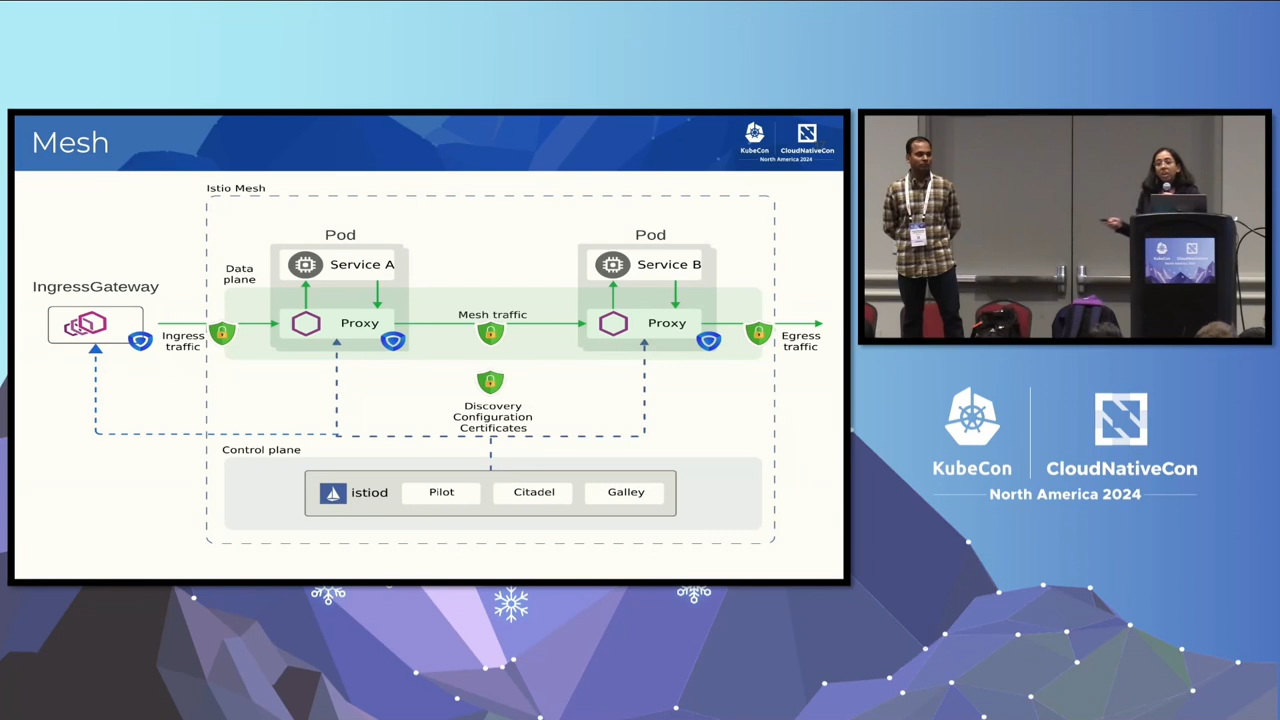 Mesh
KubeCon
CloudNativeCon
North America 2024
Istio Mesh
Pod
Pod
Service A
Service B
Data
plane
IngressGateway
Proxy
Mesh traffic
Proxy
Ingress
traffic
Egress
traffic
Discovery
Configuration
Certificates
Control plane
istiod
Pilot
Citadel
Galley
KubeCon
CloudNativeCon
North America 2024